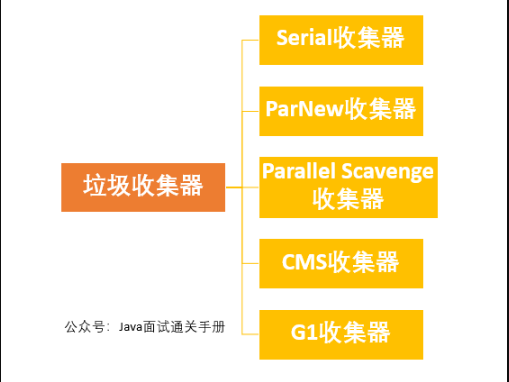 Serial收集器
ParNew收集器
垃圾收集器
Parallel Scavenge
收集器
CMS收集器
公众号：Java面试通关手册
G1收集器